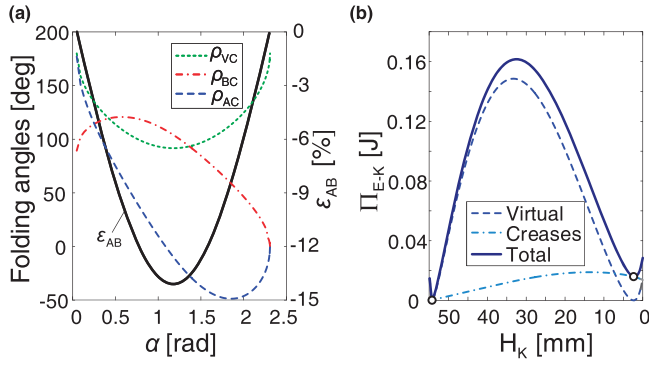 (a)
200
150
100
50
0
-50
Folding angles [deg]
0
0.5
1
1.5
2
2.5
α [rad]
0
-3
-6
-9
-12
-15
ε_AB [%]
ρ_VC
ρ_BC
ρ_AC
ε_AB
(b)
0.16
0.12
0.08
0.04
0
Π_E-K [J]
50
40
30
20
10
0
H_K [mm]
Virtual
Creases
Total